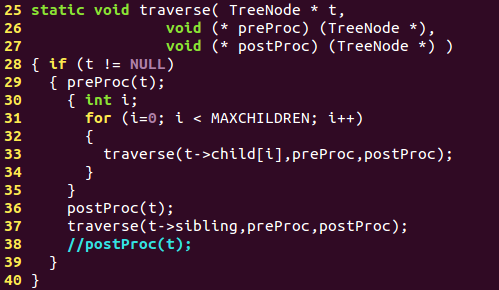 25 static void traverse( TreeNode * t,
26                void (* preProc) (TreeNode *),
27                void (* postProc) (TreeNode *) )
28 { if (t != NULL)
29   { preProc(t);
30     { int i;
31       for (i=0; i < MAXCHILDREN; i++)
32       {
33         traverse(t->child[i],preProc,postProc);
34       }
35     }
36     postProc(t);
37     traverse(t->sibling,preProc,postProc);
38     //postProc(t);
39   }
40 }